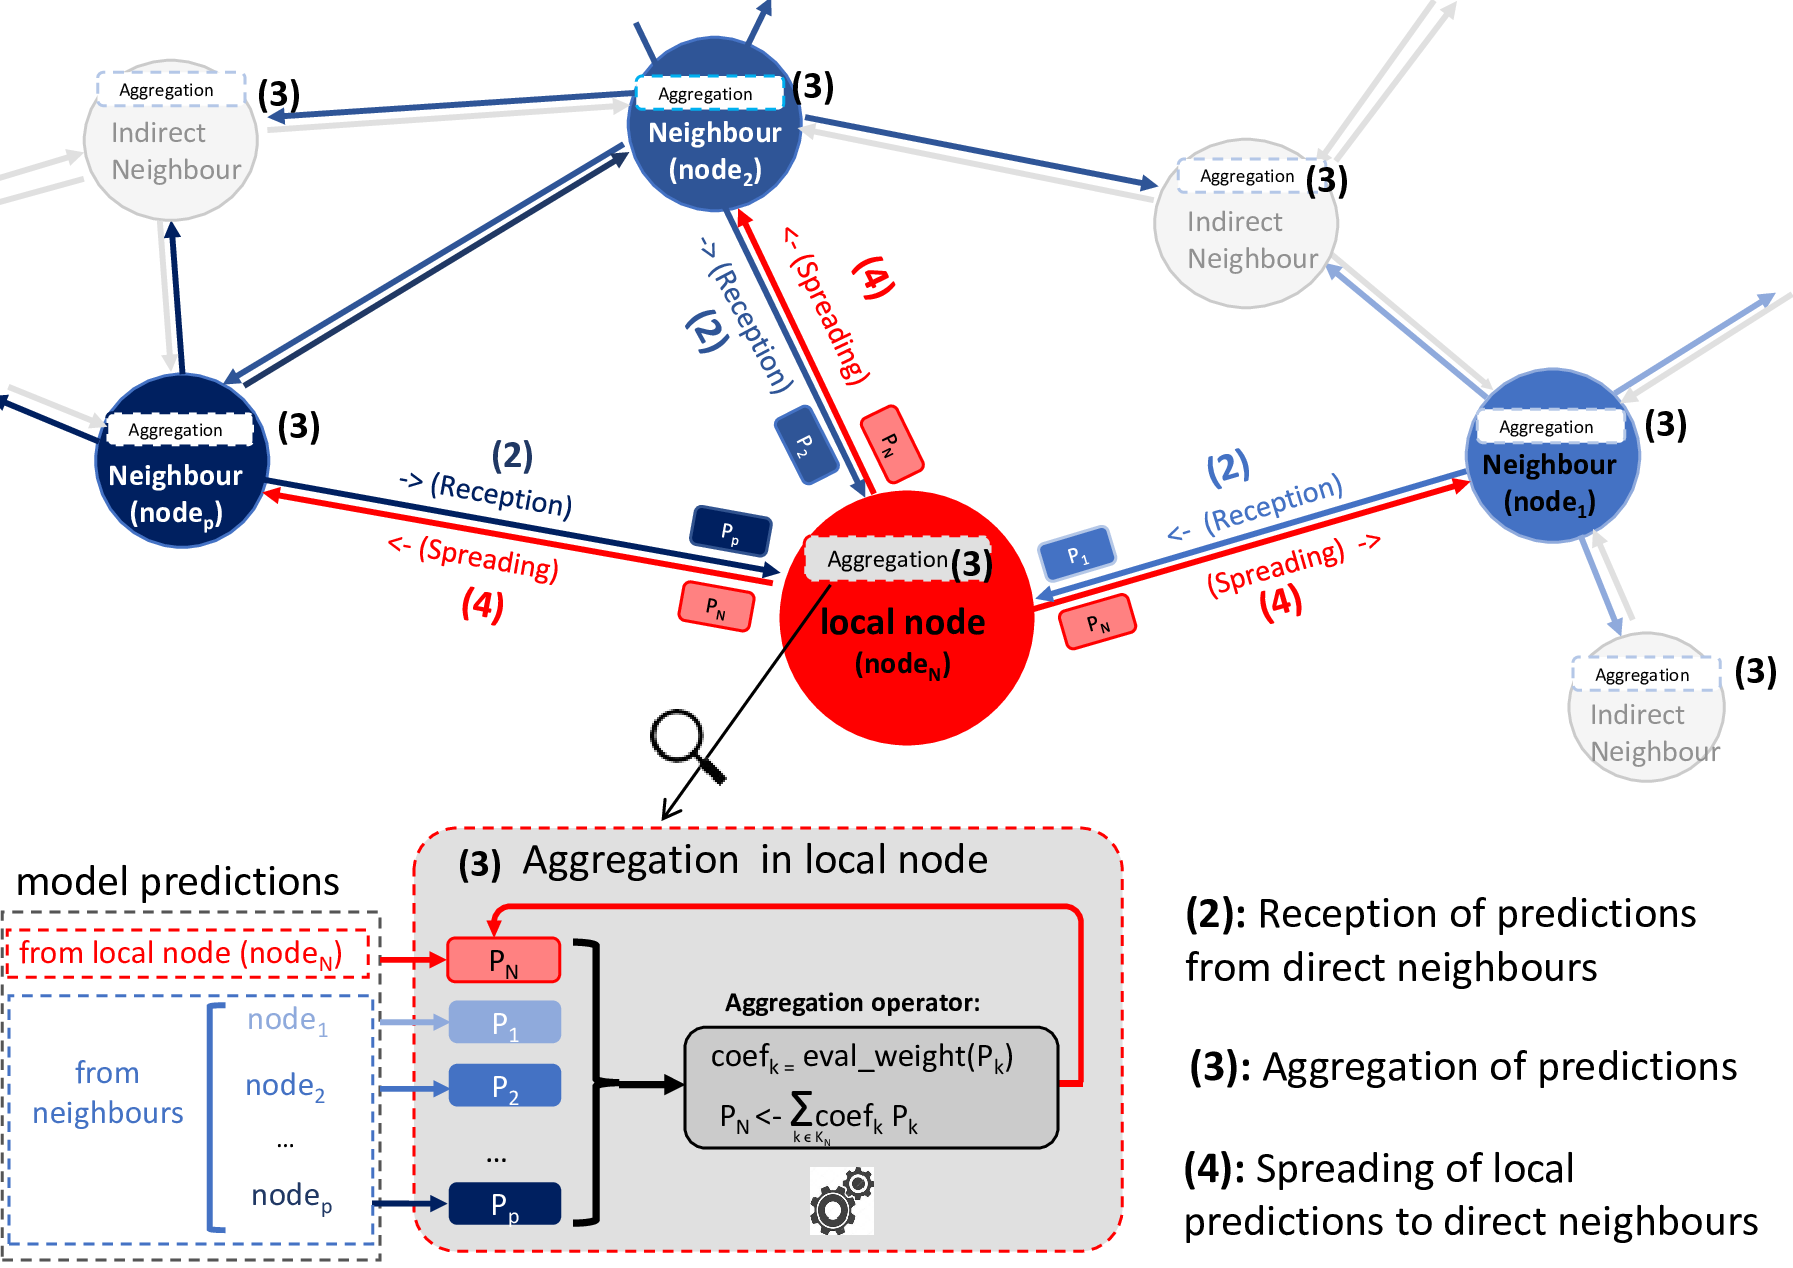 Aggregation
(3)
Indirect
Neighbour
Aggregation
(3)
Neighbour
(node2)
Aggregation
(3)
Indirect
Neighbour
-> (Reception)
(2)
<- (Spreading)
(4)
P2
PN
Aggregation
(3)
Neighbour
(nodep)
(2)
-> (Reception)
<- (Spreading)
(4)
Pp
PN
Aggregation
(3)
local node
(nodeN)
(2)
<- (Reception)
(Spreading) ->
(4)
P1
PN
Aggregation
(3)
Neighbour
(node1)
Aggregation
(3)
Indirect
Neighbour
model predictions
from local node (nodeN)
from
neighbours
node1
node2
...
nodep
(3) Aggregation in local node
PN
P1
P2
...
Pp
Aggregation operator:
coefk = eval_weight(Pk)
PN <- Σ coefk Pk
k ϵ KN
(2): Reception of predictions
from direct neighbours
(3): Aggregation of predictions
(4): Spreading of local
predictions to direct neighbours